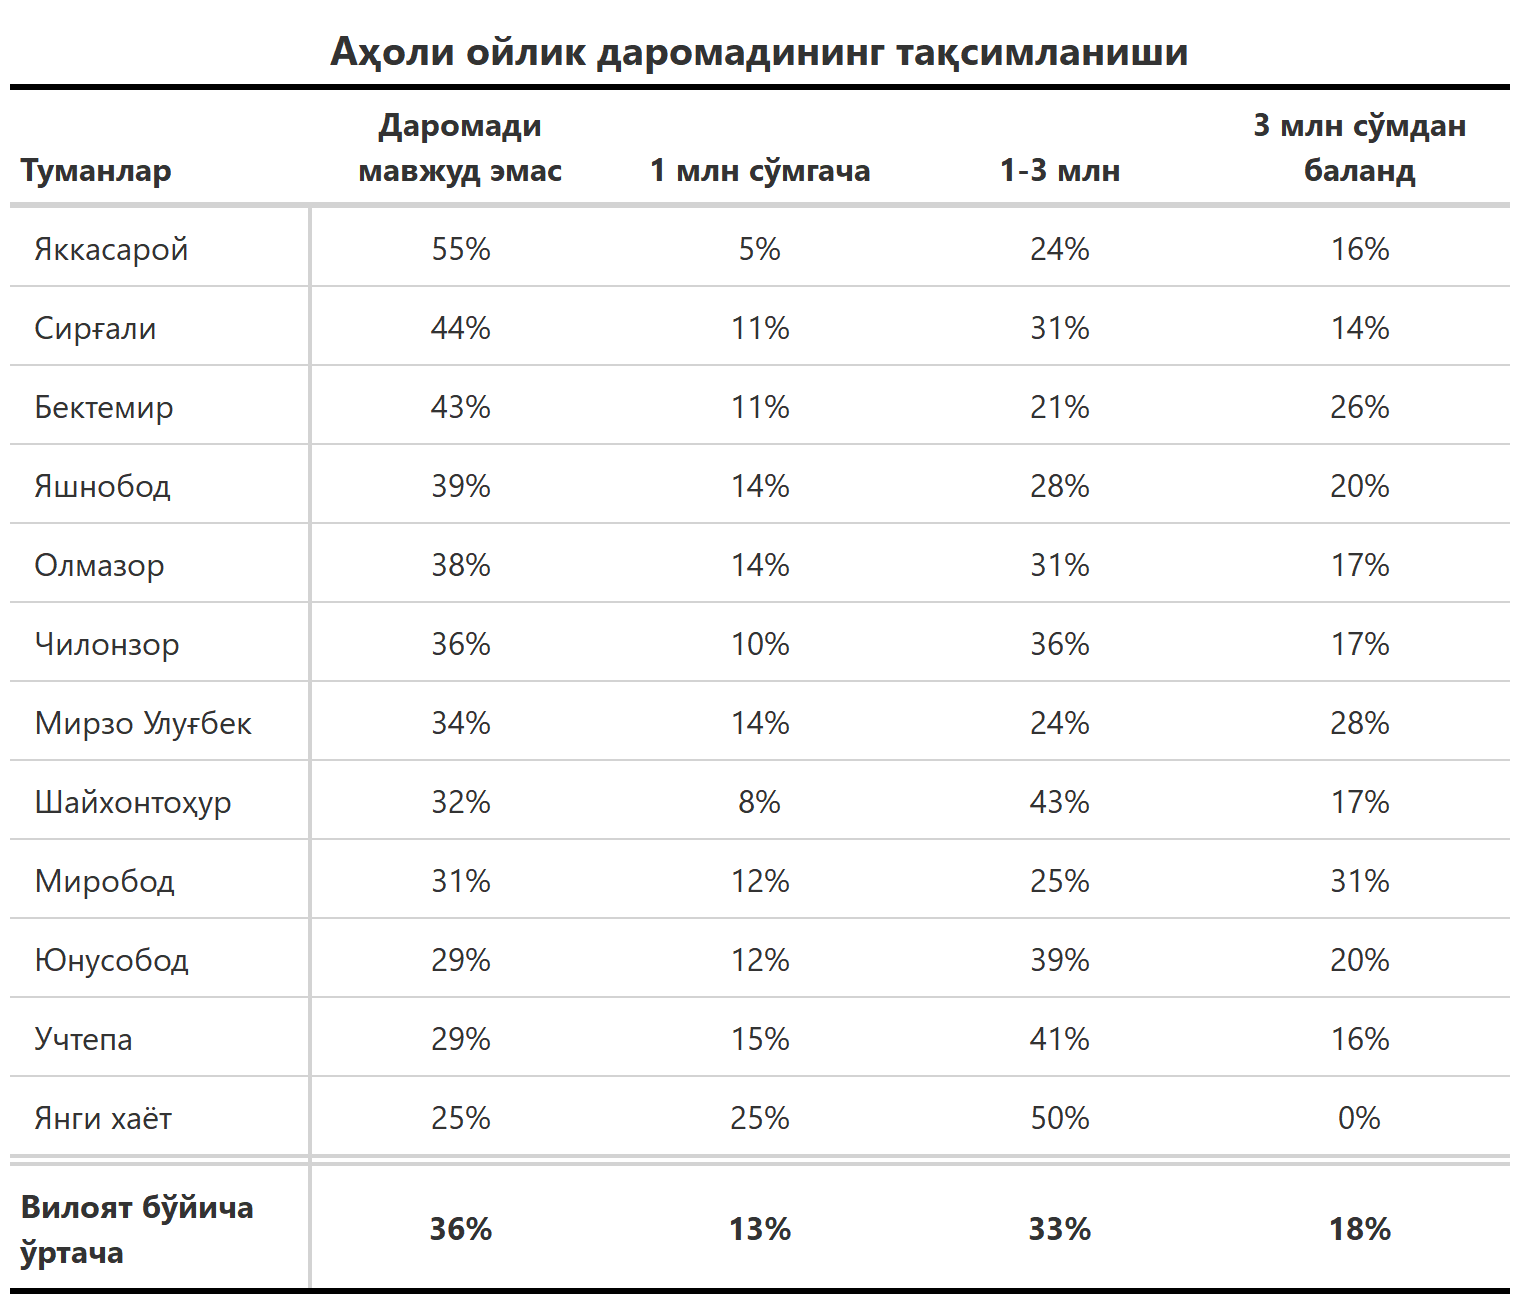 Аҳоли ойлик даромадининг тақсимланиши
Туманлар Даромади мавжуд эмас 1 млн сўмгача 1-3 млн 3 млн сўмдан баланд
Яккасарой 55% 5% 24% 16%
Сирғали 44% 11% 31% 14%
Бектемир 43% 11% 21% 26%
Яшнобод 39% 14% 28% 20%
Олмазор 38% 14% 31% 17%
Чилонзор 36% 10% 36% 17%
Мирзо Улуғбек 34% 14% 24% 28%
Шайхонтоҳур 32% 8% 43% 17%
Миробод 31% 12% 25% 31%
Юнусобод 29% 12% 39% 20%
Учтепа 29% 15% 41% 16%
Янги хаёт 25% 25% 50% 0%
Вилоят бўйича ўртача 36% 13% 33% 18%